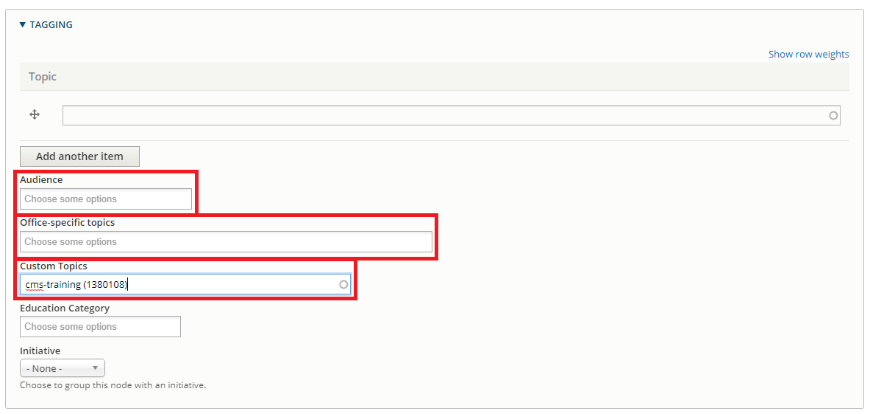 TAGGING
Show row weights
Topic
Add another item
Audience
Choose some options
Office-specific topics
Choose some options
Custom Topics
cms-training (1380108)
Education Category
Choose some options
Initiative
- None -
Choose to group this node with an initiative.